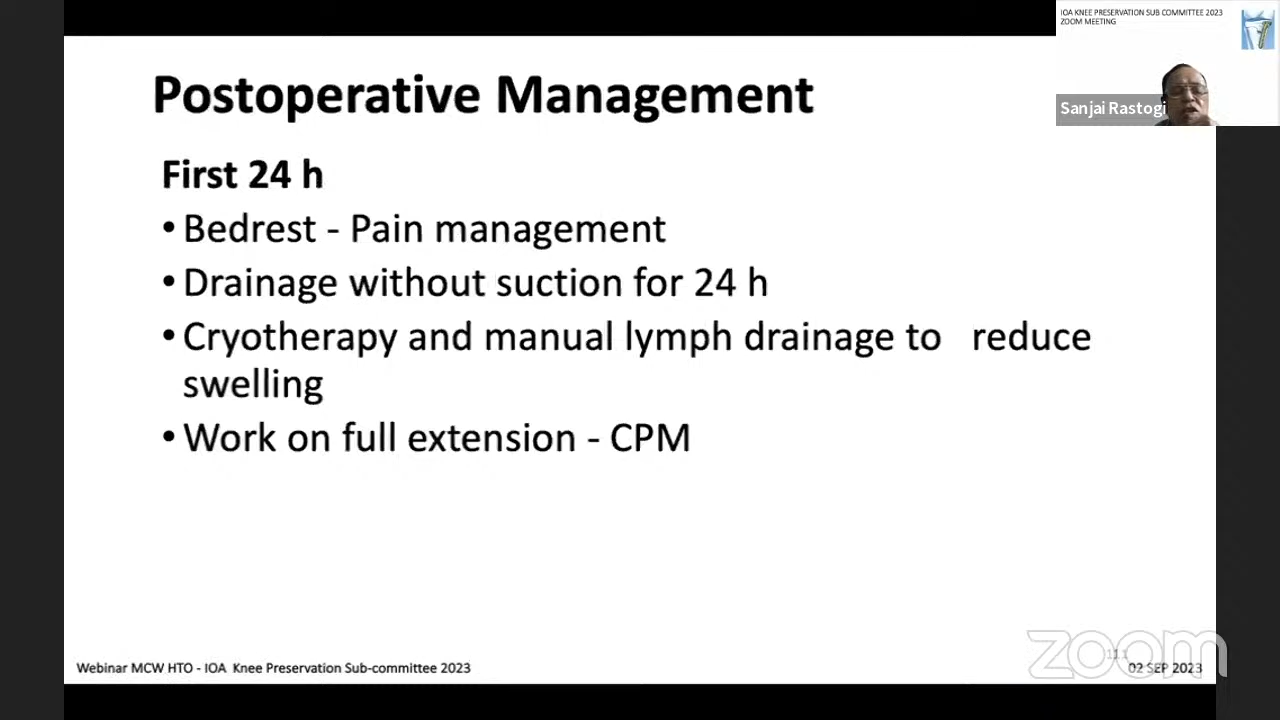 IOA KNEE PRESERVATION SUB COMMITTEE 2023
ZOOM MEETING
Sanjai Rastogi
Postoperative Management
First 24 h
•Bedrest - Pain management
•Drainage without suction for 24 h
•Cryotherapy and manual lymph drainage to reduce
swelling
•Work on full extension - CPM
Webinar MCW HTO - IOA Knee Preservation Sub-committee 2023
111
02 SEP 2023
zoom